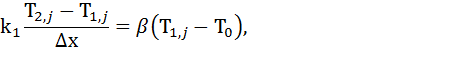 k₁ (T₂,ⱼ − T₁,ⱼ)/Δx = β(T₁,ⱼ − T₀),